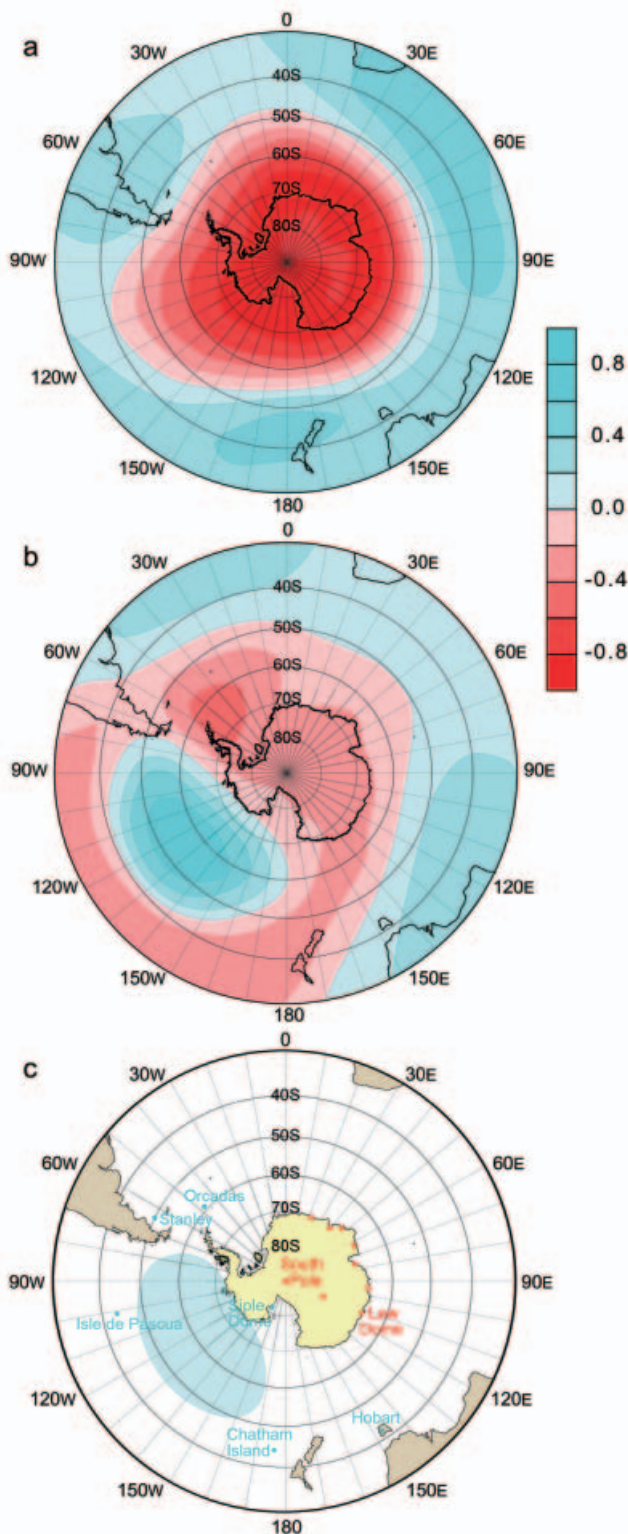 a
0
30W
30E
40S
50S
60W
60S
60E
70S
80S
90W
90E
120W
120E
150W
150E
180
0.8
0.4
0.0
-0.4
-0.8
b
0
30W
30E
40S
50S
60W
60S
60E
70S
80S
90W
90E
120W
120E
150W
150E
180
c
0
30W
30E
40S
50S
60W
60S
60E
Orcadas
70S
Stanley
80S
South
Pole
90W
90E
Siple
Dome
Law
Dome
Isle de Pascua
120W
120E
Chatham
Island
Hobart
150W
150E
180